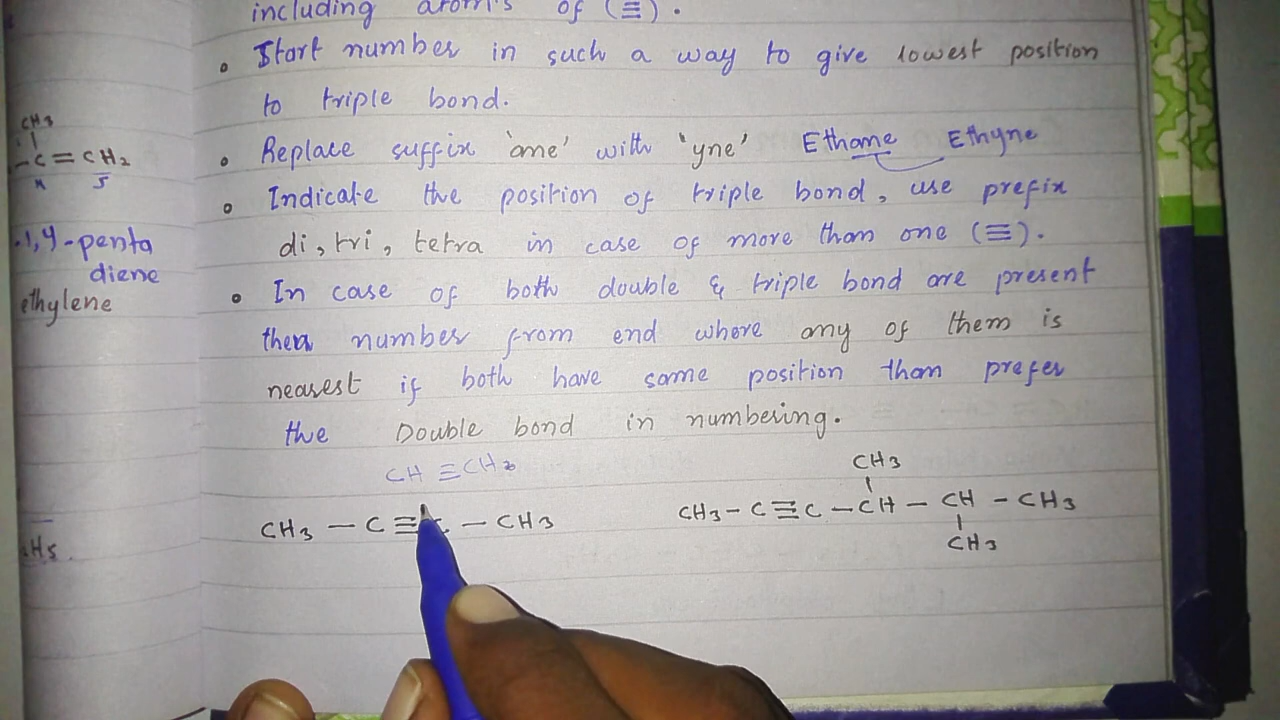 including atom's of (≡).
Start number in such a way to give lowest position
to triple bond.
Replace suffix 'ane' with 'yne' Ethane Ethyne
Indicate the position of triple bond, use prefix
di, tri, tetra in case of more than one (≡).
In case of both double & triple bond are present
then number from end where any of them is
nearest if both have same position than prefer
the Double bond in numbering.
CH ≡ CH2
CH3 — C ≡ — CH3
CH3
CH3 — C ≡ C — CH — CH — CH3
CH3
CH3
— C = CH2
5
1,4-penta
diene
ethylene
H5.